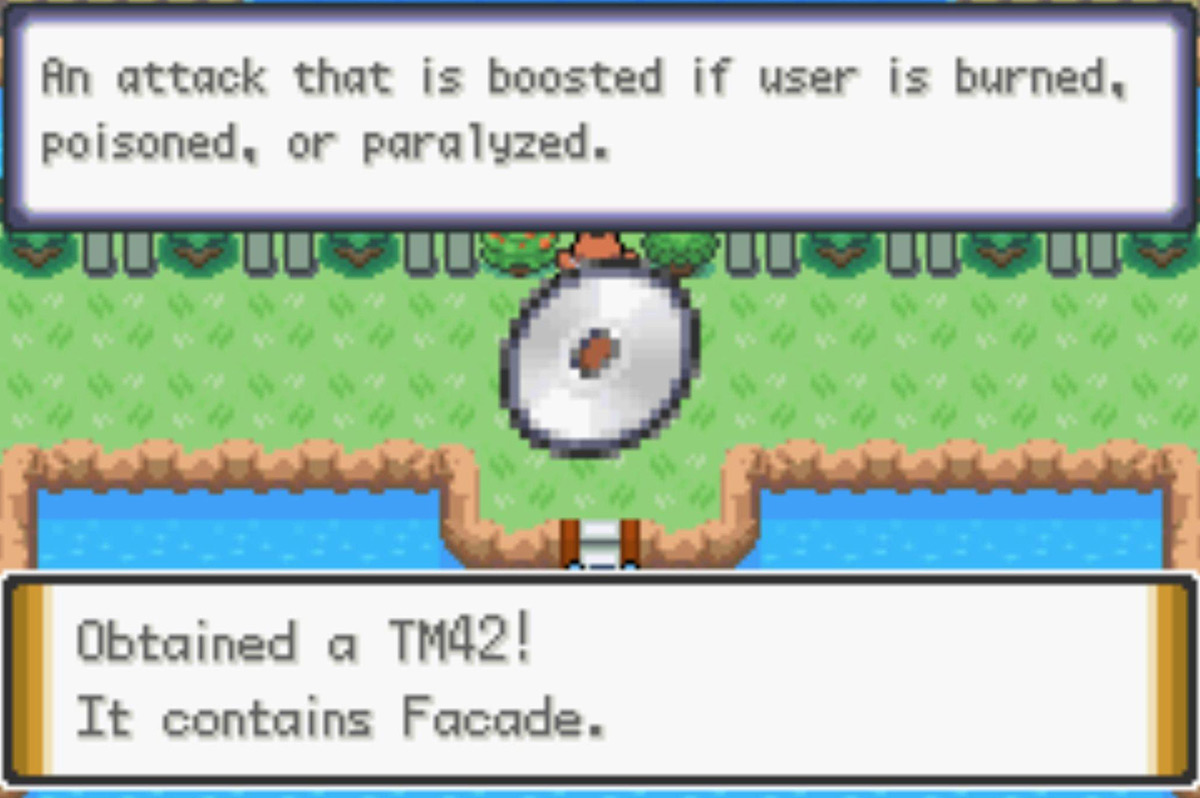 An attack that is boosted if user is burned,
poisoned, or paralyzed.
Obtained a TM42!
It contains Facade.